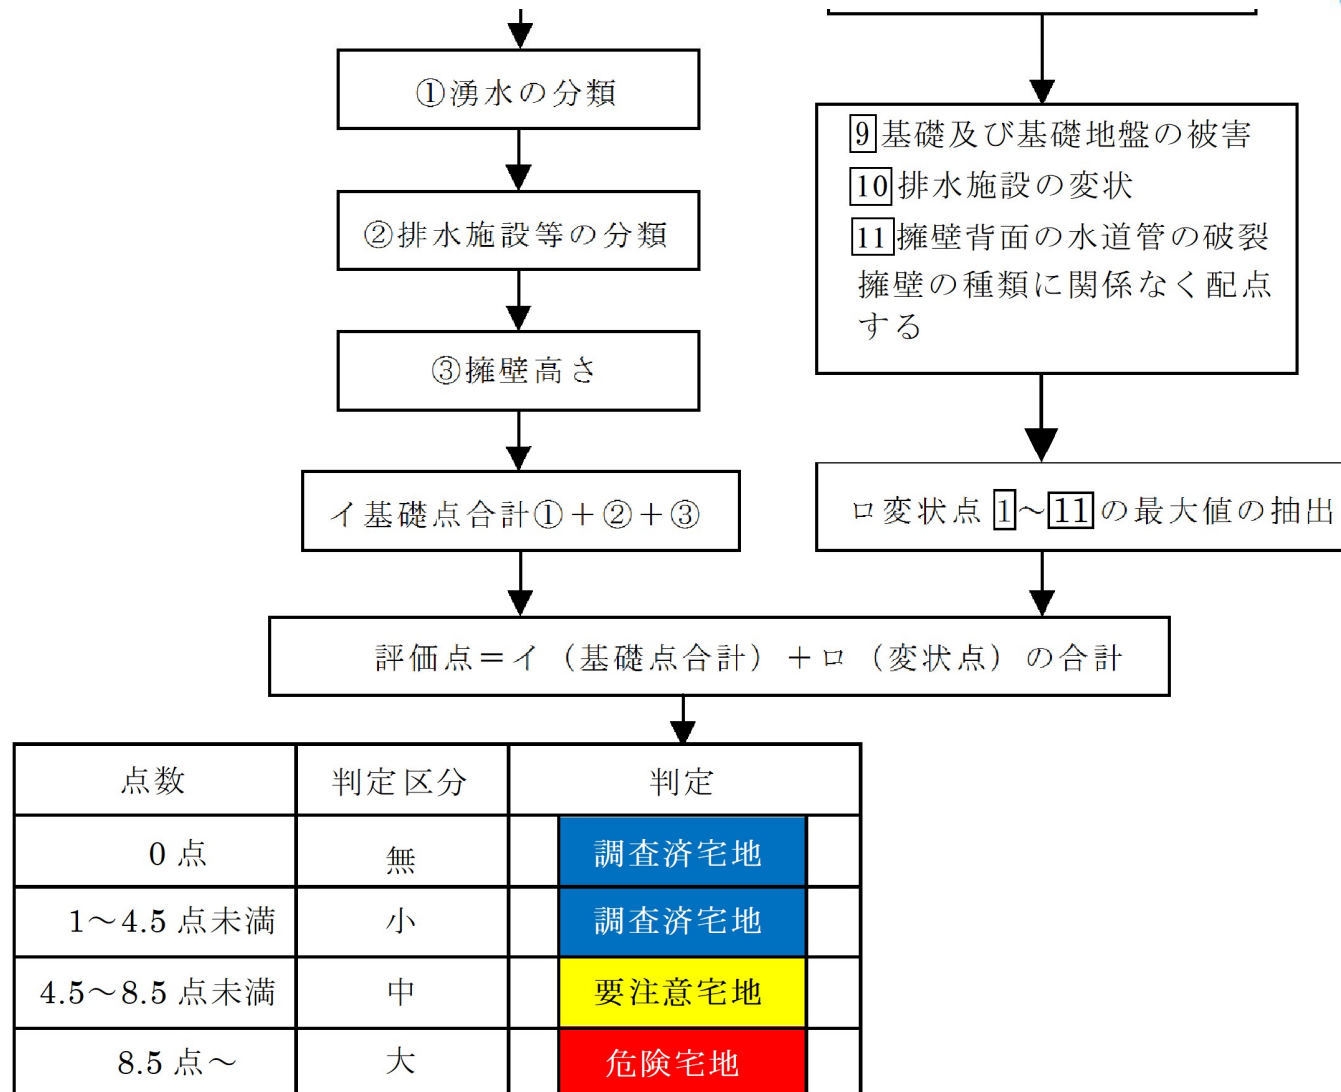 ①湧水の分類
②排水施設等の分類
③擁壁高さ
イ基礎点合計①＋②＋③
9基礎及び基礎地盤の被害
10排水施設の変状
11擁壁背面の水道管の破裂
擁壁の種類に関係なく配点
する
ロ変状点 1～11の最大値の抽出
評価点＝イ（基礎点合計）＋ロ（変状点）の合計
点数 判定区分 判定
0 点 無 調査済宅地
1～4.5 点未満 小 調査済宅地
4.5～8.5 点未満 中 要注意宅地
8.5 点～ 大 危険宅地